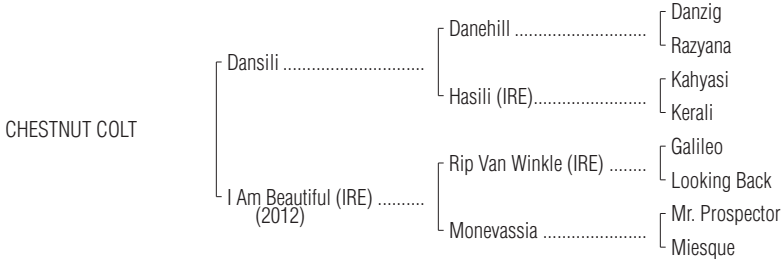 Danzig
Danehill ............................
Razyana
Dansili ..............................
Kahyasi
Hasili (IRE)........................
Kerali
CHESTNUT COLT
Galileo
Rip Van Winkle (IRE) ........
Looking Back
I Am Beautiful (IRE) ..........
(2012)
Mr. Prospector
Monevassia ......................
Miesque